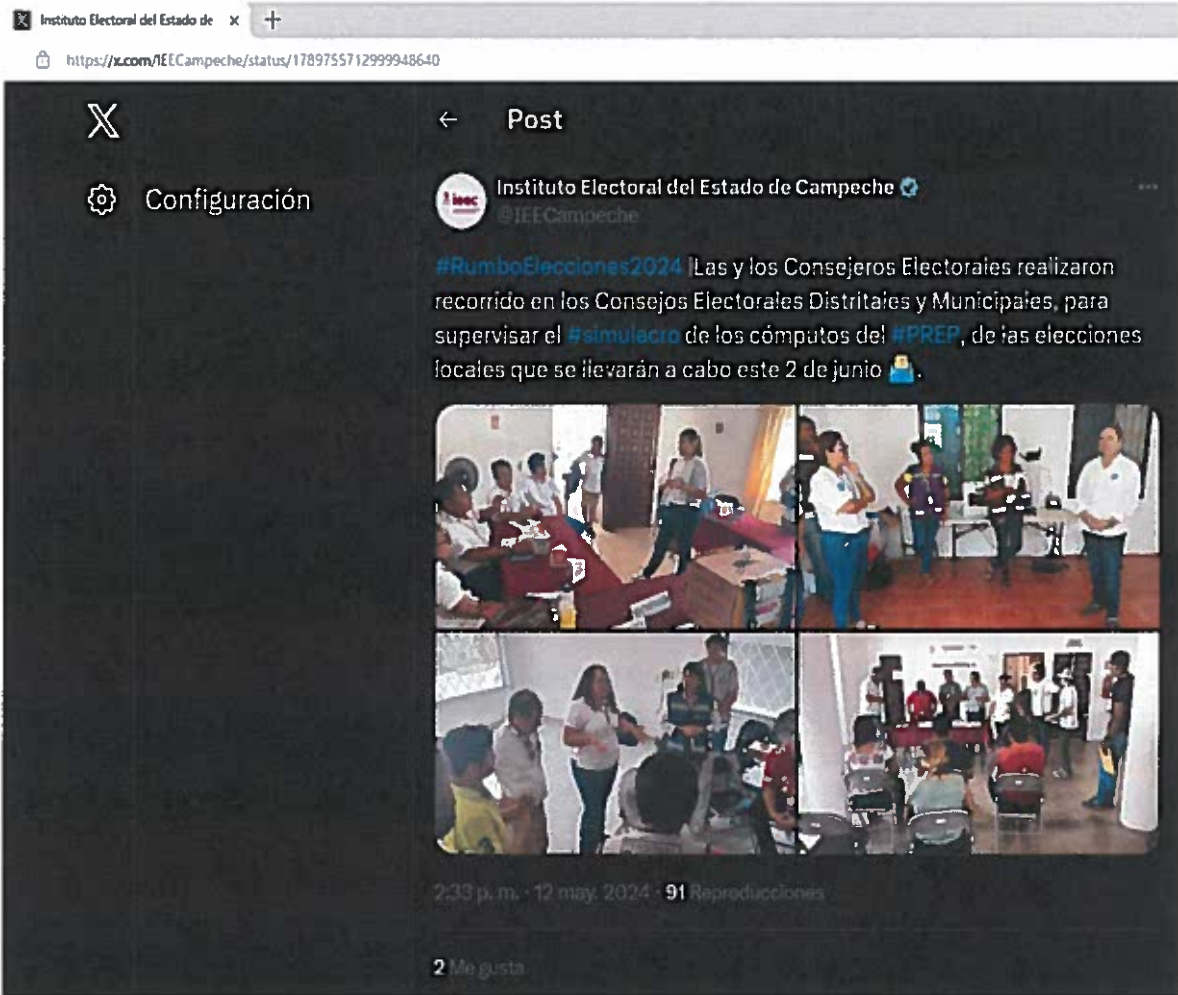 Instituto Electoral del Estado de
https://x.com/IEECampeche/status/1789755712999948640
Post
Configuración
Instituto Electoral del Estado de Campeche
ieec
@IEECampeche
#RumboElecciones2024 |Las y los Consejeros Electorales realizaron
recorrido en los Consejos Electorales Distritales y Municipales, para
supervisar el #simulacro de los cómputos del #PREP, de las elecciones
locales que se llevarán a cabo este 2 de junio 🗳️.
2:33 p. m. · 12 may. 2024 · 91 Reproducciones
2 Me gusta